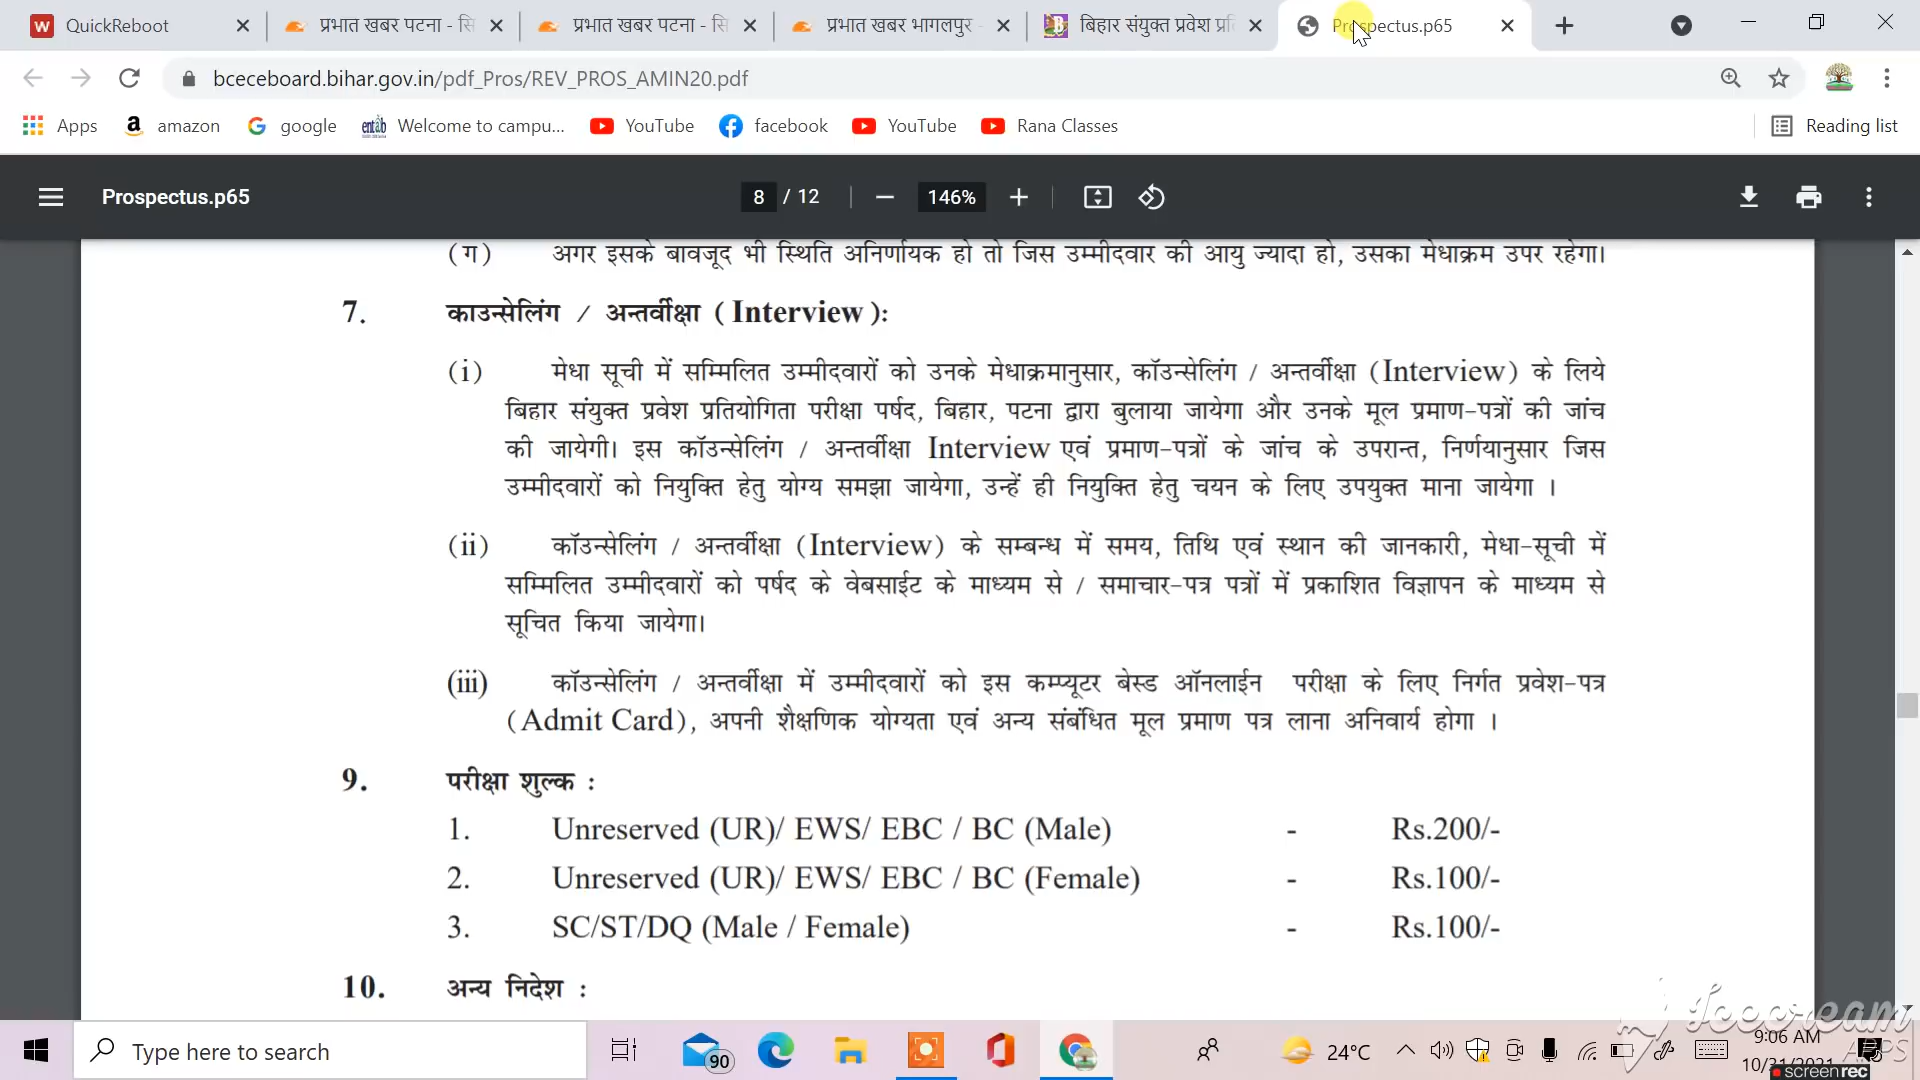 QuickReboot
प्रभात खबर पटना - सि
प्रभात खबर पटना - सि
प्रभात खबर भागलपुर -
बिहार संयुक्त प्रवेश प्रति
Prospectus.p65
bceceboard.bihar.gov.in/pdf_Pros/REV_PROS_AMIN20.pdf
Apps amazon google Welcome to campu... YouTube facebook YouTube Rana Classes Reading list
Prospectus.p65 8 / 12 146%
(ग) अगर इसके बावजूद भी स्थिति अनिर्णायक हो तो जिस उम्मीदवार की आयु ज्यादा हो, उसका मेधाक्रम उपर रहेगा।
7. काउन्सेलिंग / अन्तर्वीक्षा ( Interview ):
(i) मेधा सूची में सम्मिलित उम्मीदवारों को उनके मेधाक्रमानुसार, कॉउन्सेलिंग / अन्तर्वीक्षा (Interview) के लिये
बिहार संयुक्त प्रवेश प्रतियोगिता परीक्षा पर्षद, बिहार, पटना द्वारा बुलाया जायेगा और उनके मूल प्रमाण-पत्रों की जांच
की जायेगी। इस कॉउन्सेलिंग / अन्तर्वीक्षा Interview एवं प्रमाण-पत्रों के जांच के उपरान्त, निर्णयानुसार जिस
उम्मीदवारों को नियुक्ति हेतु योग्य समझा जायेगा, उन्हें ही नियुक्ति हेतु चयन के लिए उपयुक्त माना जायेगा ।
(ii) कॉउन्सेलिंग / अन्तर्वीक्षा (Interview) के सम्बन्ध में समय, तिथि एवं स्थान की जानकारी, मेधा-सूची में
सम्मिलित उम्मीदवारों को पर्षद के वेबसाईट के माध्यम से / समाचार-पत्र पत्रों में प्रकाशित विज्ञापन के माध्यम से
सूचित किया जायेगा।
(iii) कॉउन्सेलिंग / अन्तर्वीक्षा में उम्मीदवारों को इस कम्प्यूटर बेस्ड ऑनलाईन परीक्षा के लिए निर्गत प्रवेश-पत्र
(Admit Card), अपनी शैक्षणिक योग्यता एवं अन्य संबंधित मूल प्रमाण पत्र लाना अनिवार्य होगा ।
9. परीक्षा शुल्क :
1. Unreserved (UR)/ EWS/ EBC / BC (Male) - Rs.200/-
2. Unreserved (UR)/ EWS/ EBC / BC (Female) - Rs.100/-
3. SC/ST/DQ (Male / Female) - Rs.100/-
10. अन्य निदेश :
Type here to search
90
24°C
9:06 AM
10/31/2021
Icecream
APPS
screenrec